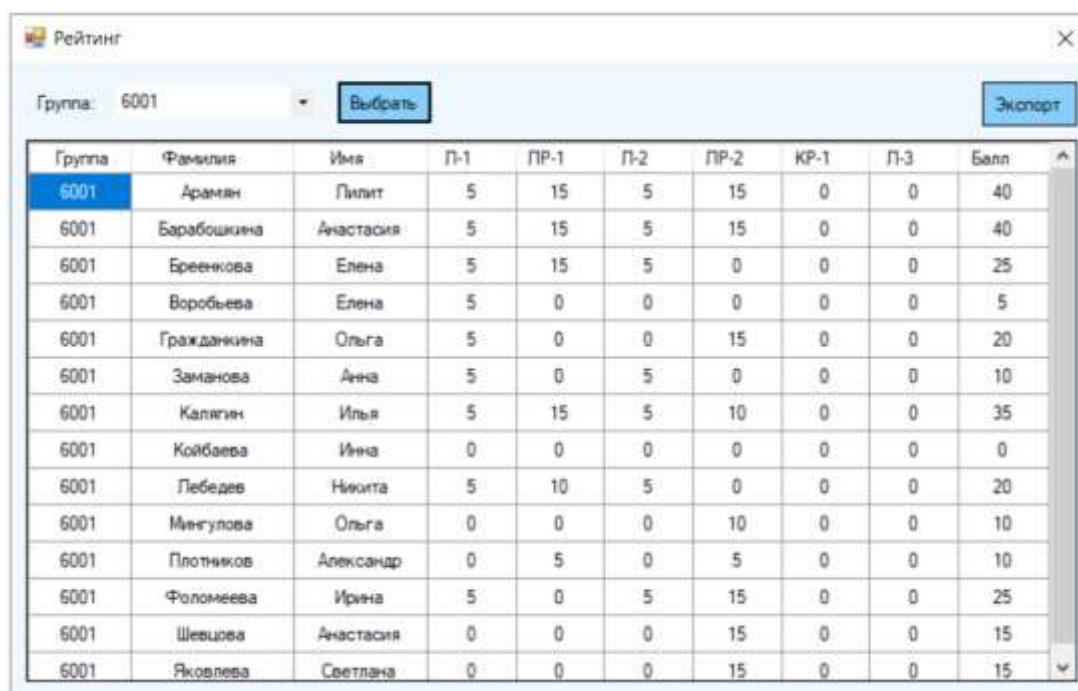 Рейтинг
Группа: 6001 Выбрать Экспорт
Группа Фамилия Имя Л-1 ПР-1 Л-2 ПР-2 КР-1 Л-3 Балл
6001 Арамян Лилит 5 15 5 15 0 0 40
6001 Барабошкина Анастасия 5 15 5 15 0 0 40
6001 Бреенкова Елена 5 15 5 0 0 0 25
6001 Воробьева Елена 5 0 0 0 0 0 5
6001 Гражданкина Ольга 5 0 0 15 0 0 20
6001 Заманова Анна 5 0 5 0 0 0 10
6001 Калягин Илья 5 15 5 10 0 0 35
6001 Койбаева Инна 0 0 0 0 0 0 0
6001 Лебедев Никита 5 10 5 0 0 0 20
6001 Мингулова Ольга 0 0 0 10 0 0 10
6001 Плотников Александр 0 5 0 5 0 0 10
6001 Фоломеева Ирина 5 0 5 15 0 0 25
6001 Шевцова Анастасия 0 0 0 15 0 0 15
6001 Яковлева Светлана 0 0 0 15 0 0 15